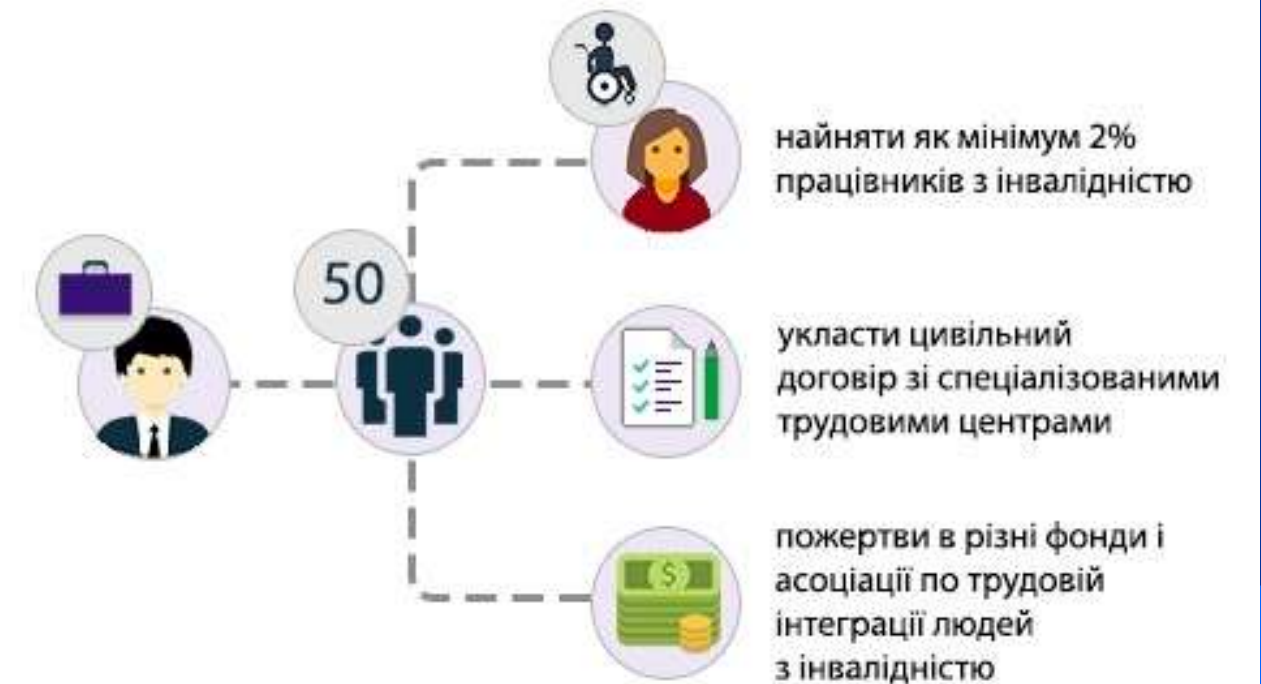 найняти як мінімум 2%
працівників з інвалідністю
50
укласти цивільний
договір зі спеціалізованими
трудовими центрами
пожертви в різні фонди і
асоціації по трудовій
інтеграції людей
з інвалідністю